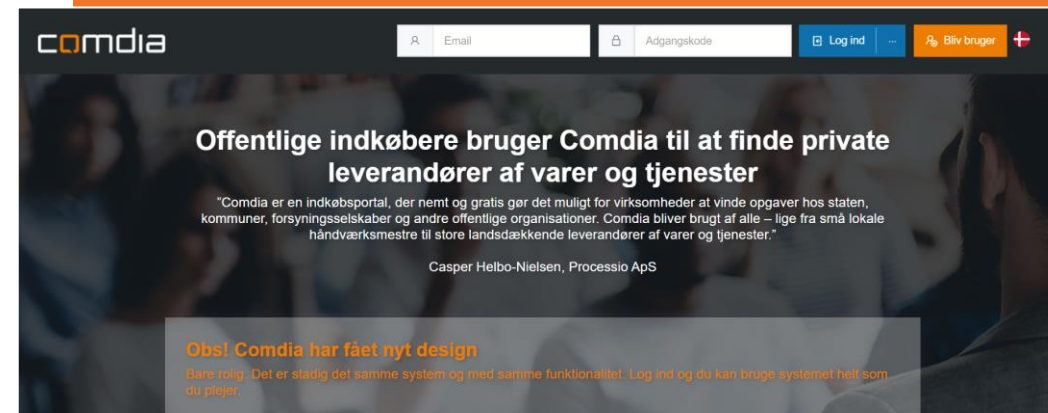 comdia
Email
Adgangskode
Log ind
...
Bliv bruger
Offentlige indkøbere bruger Comdia til at finde private
leverandører af varer og tjenester
"Comdia er en indkøbsportal, der nemt og gratis gør det muligt for virksomheder at vinde opgaver hos staten,
kommuner, forsyningsselskaber og andre offentlige organisationer. Comdia bliver brugt af alle – lige fra små lokale
håndværksmestre til store landsdækkende leverandører af varer og tjenester."
Casper Helbo-Nielsen, Processio ApS
Obs! Comdia har fået nyt design
Bare rolig. Det er stadig det samme system og med samme funktionalitet. Log ind og du kan bruge systemet helt som
du plejer.